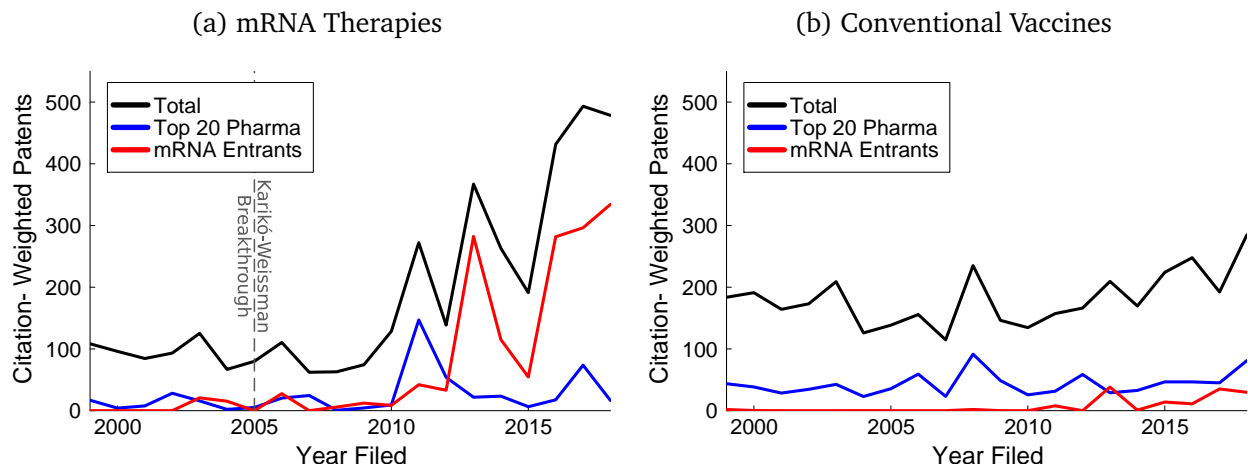 (a) mRNA Therapies
Citation- Weighted Patents
500
400
300
200
100
0
Total
Top 20 Pharma
mRNA Entrants
Karikó-Weissman
Breakthrough
2000
2005
2010
2015
Year Filed
(b) Conventional Vaccines
Citation- Weighted Patents
500
400
300
200
100
0
Total
Top 20 Pharma
mRNA Entrants
2000
2005
2010
2015
Year Filed